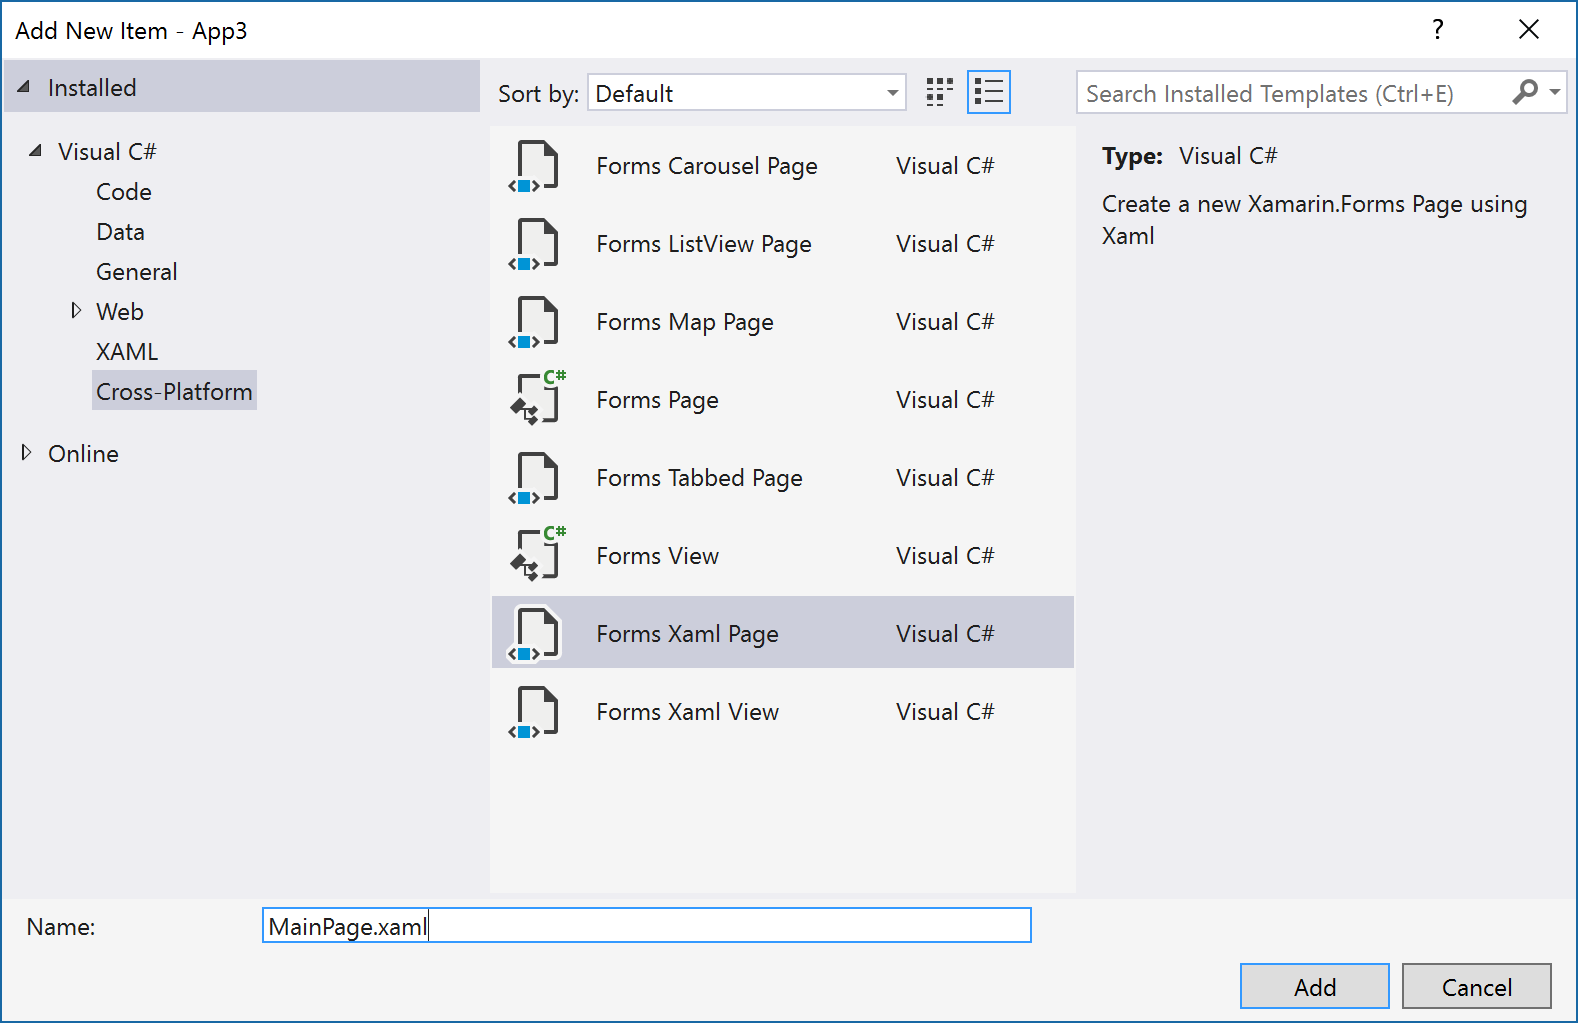 Add New Item - App3
?
Installed
Sort by: Default
Search Installed Templates (Ctrl+E)
Visual C#
Code
Data
General
Web
XAML
Cross-Platform
Online
Forms Carousel Page Visual C#
Forms ListView Page Visual C#
Forms Map Page Visual C#
C#
Forms Page Visual C#
Forms Tabbed Page Visual C#
C#
Forms View Visual C#
Forms Xaml Page Visual C#
Forms Xaml View Visual C#
Type: Visual C#
Create a new Xamarin.Forms Page using
Xaml
Name: MainPage.xaml
Add Cancel